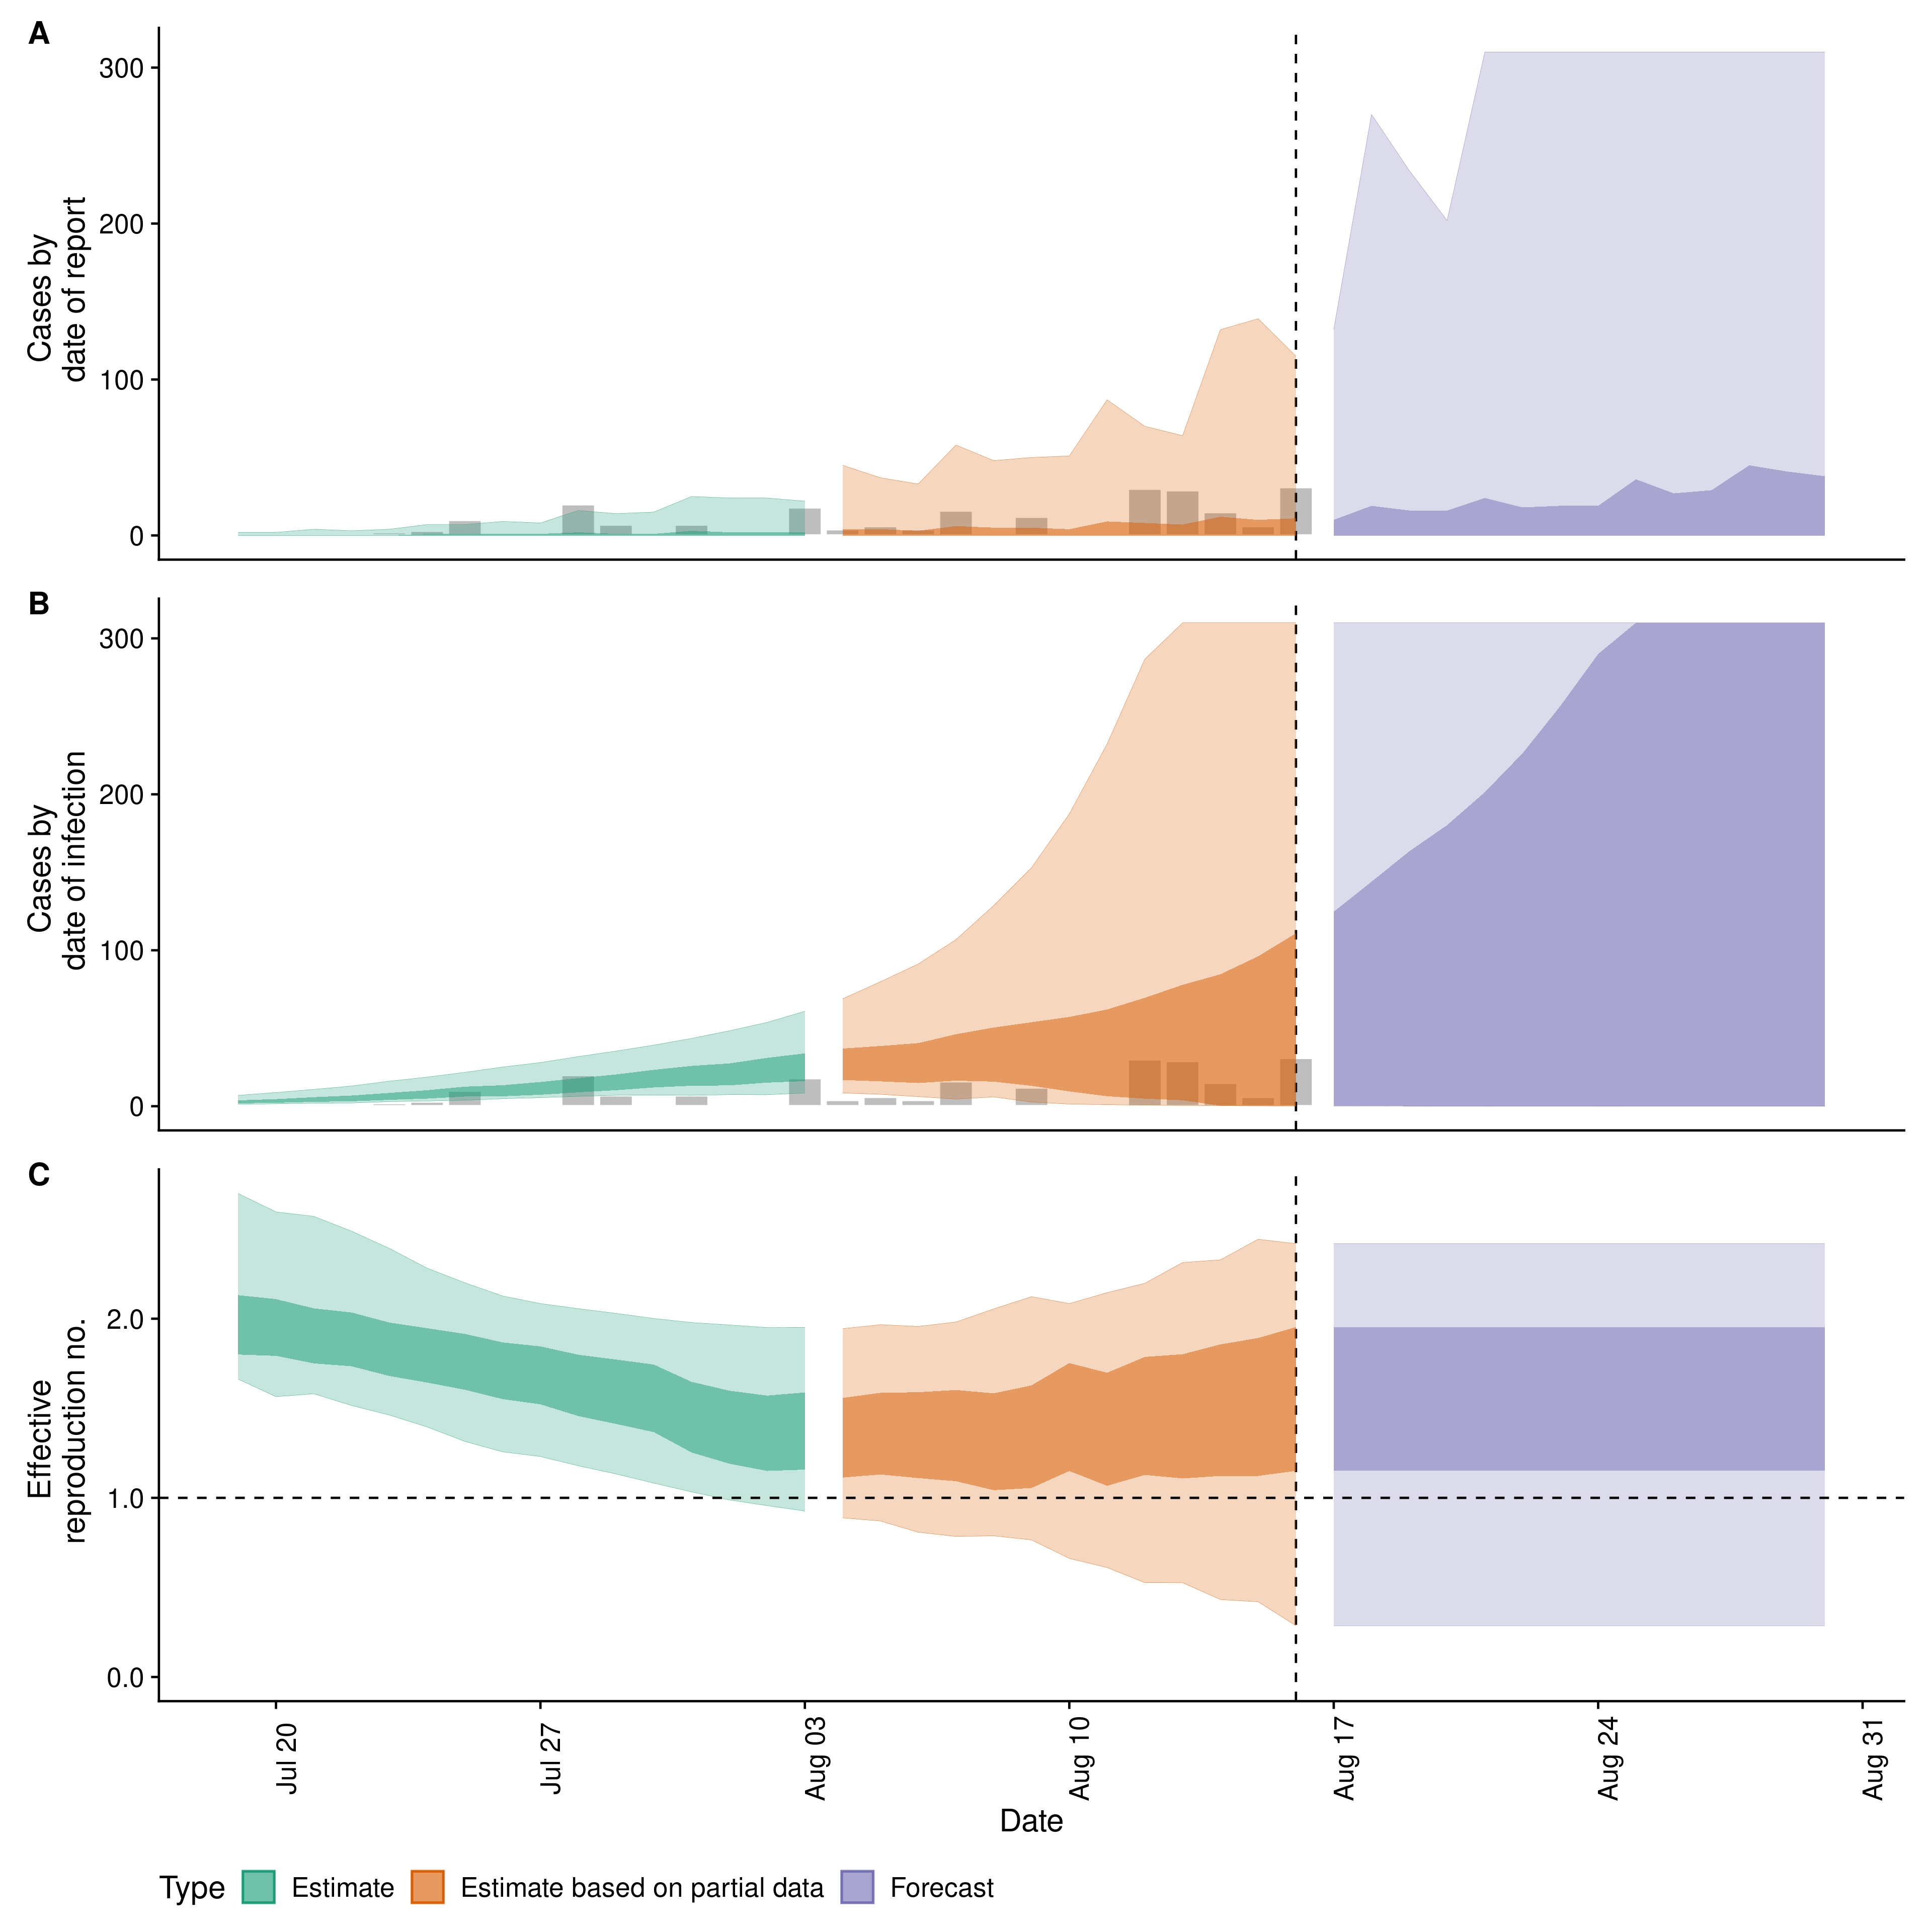 A
300
200
100
0
Cases by
date of report
B
300
200
100
0
Cases by
date of infection
C
2.0
1.0
0.0
Effective
reproduction no.
Jul 20
Jul 27
Aug 03
Aug 10
Aug 17
Aug 24
Aug 31
Date
Type Estimate Estimate based on partial data Forecast